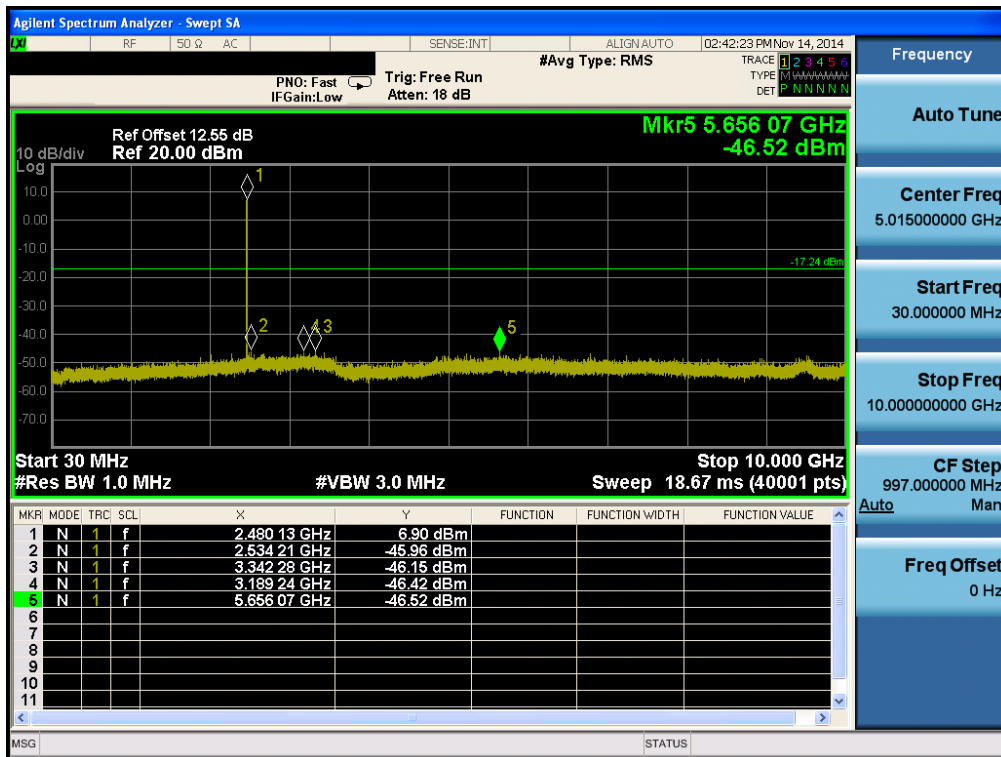 Agilent Spectrum Analyzer - Swept SA
LXI RF 50 Ω AC SENSE:INT ALIGN AUTO 02:42:23 PM Nov 14, 2014
#Avg Type: RMS
TRACE 1 2 3 4 5 6
PNO: Fast Trig: Free Run
TYPE M WWWWW
IFGain:Low Atten: 18 dB
DET P N N N N N
Mkr5 5.656 07 GHz
-46.52 dBm
Ref Offset 12.55 dB
10 dB/div Ref 20.00 dBm
Log
1
10.0
0.00
-10.0
-17.24 dBm
-20.0
-30.0
2 4 3 5
-40.0
-50.0
-60.0
-70.0
Start 30 MHz Stop 10.000 GHz
#Res BW 1.0 MHz #VBW 3.0 MHz Sweep 18.67 ms (40001 pts)
MKR MODE TRC SCL X Y FUNCTION FUNCTION WIDTH FUNCTION VALUE
1 N 1 f 2.480 13 GHz 6.90 dBm
2 N 1 f 2.534 21 GHz -45.96 dBm
3 N 1 f 3.342 28 GHz -46.15 dBm
4 N 1 f 3.189 24 GHz -46.42 dBm
5 N 1 f 5.656 07 GHz -46.52 dBm
6
7
8
9
10
11
MSG STATUS
Frequency
Auto Tune
Center Freq
5.015000000 GHz
Start Freq
30.000000 MHz
Stop Freq
10.000000000 GHz
CF Step
997.000000 MHz
Auto Man
Freq Offset
0 Hz